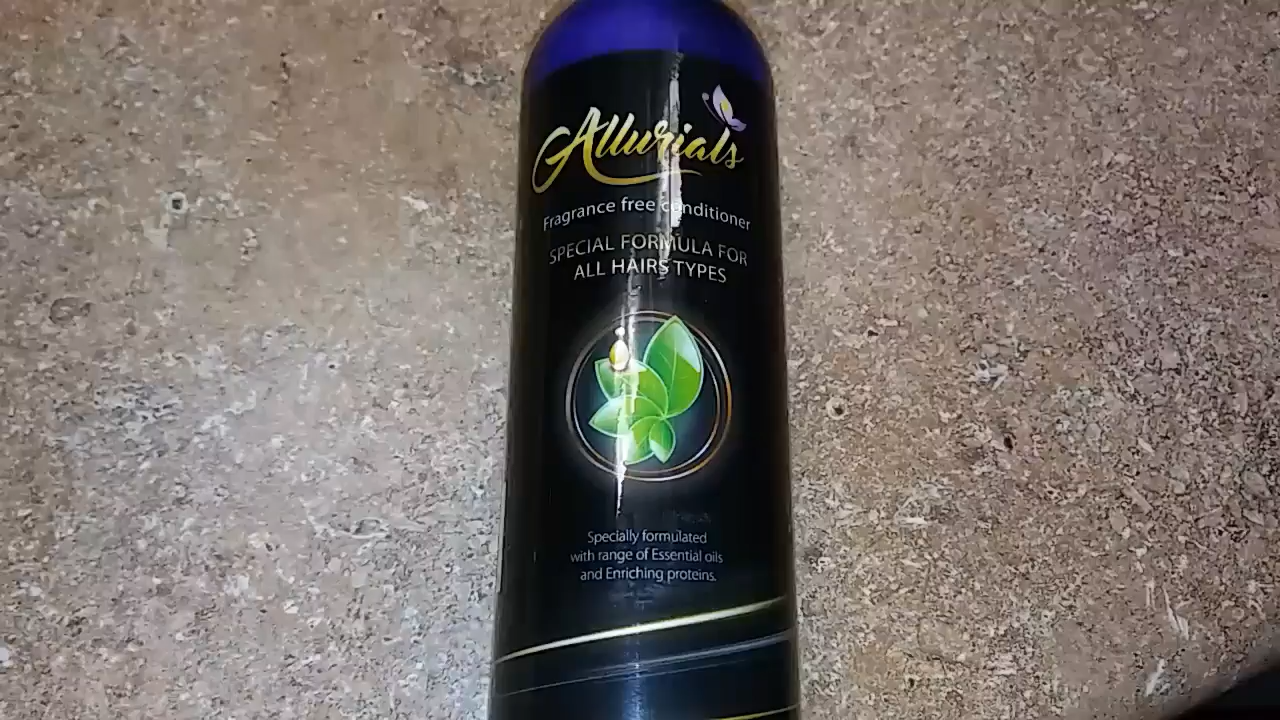 Allurials
Fragrance free conditioner
SPECIAL FORMULA FOR
ALL HAIRS TYPES
Specially formulated
with range of Essential oils
and Enriching proteins.